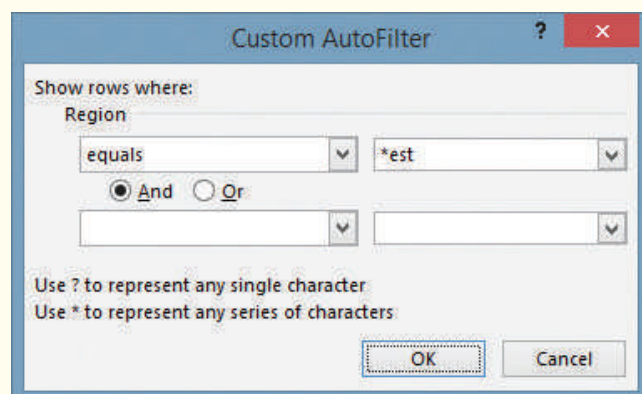 Custom AutoFilter
?
×
Show rows where:
Region
equals *est
And Or
Use ? to represent any single character
Use * to represent any series of characters
OK Cancel